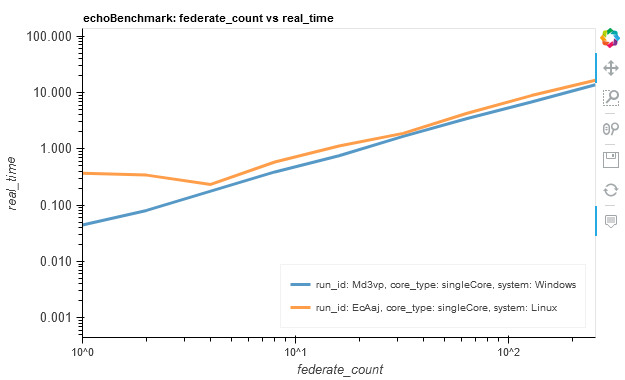 echoBenchmark: federate_count vs real_time
100.000
10.000
1.000
0.100
0.010
0.001
real_time
run_id: Md3vp, core_type: singleCore, system: Windows
run_id: EcAaj, core_type: singleCore, system: Linux
10^0
10^1
10^2
federate_count